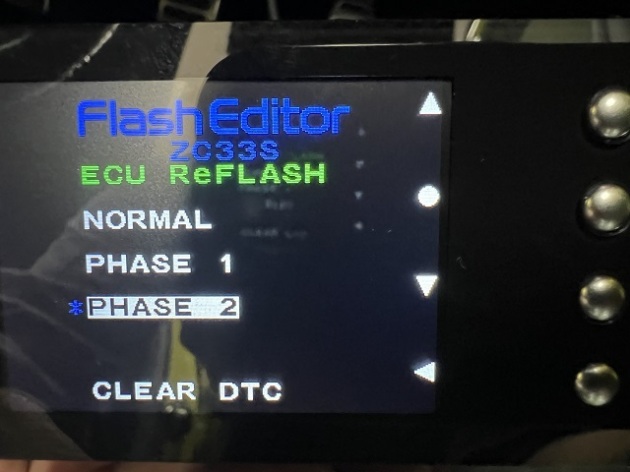 FlashEditor
ZC33S
ECU ReFLASH
NORMAL
PHASE 1
*PHASE 2
CLEAR DTC